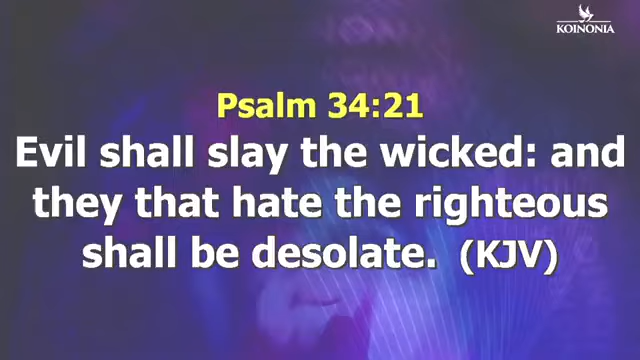 KOINONIA
Psalm 34:21
Evil shall slay the wicked: and
they that hate the righteous
shall be desolate. (KJV)